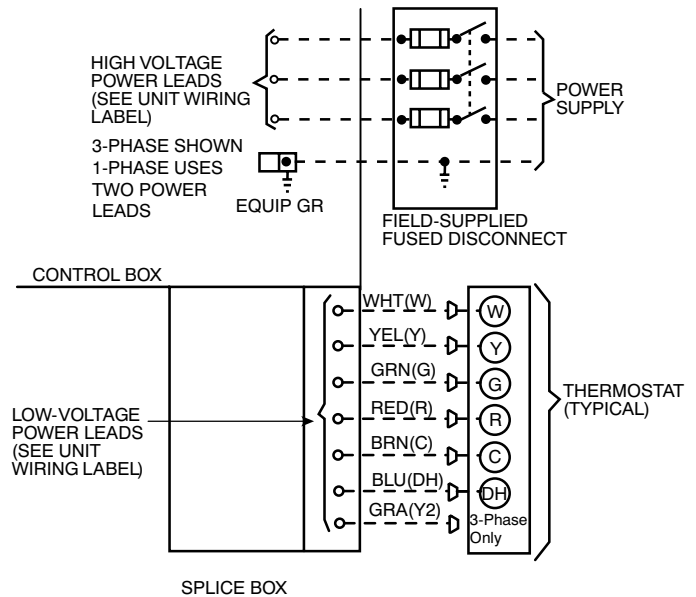 HIGH VOLTAGE
POWER LEADS
(SEE UNIT WIRING
LABEL)
POWER
SUPPLY
3-PHASE SHOWN
1-PHASE USES
TWO POWER
LEADS
EQUIP GR
FIELD-SUPPLIED
FUSED DISCONNECT
CONTROL BOX
WHT(W)
W
YEL(Y)
Y
GRN(G)
G
RED(R)
R
BRN(C)
C
BLU(DH)
DH
GRA(Y2)
3-Phase
Only
THERMOSTAT
(TYPICAL)
LOW-VOLTAGE
POWER LEADS
(SEE UNIT
WIRING LABEL)
SPLICE BOX